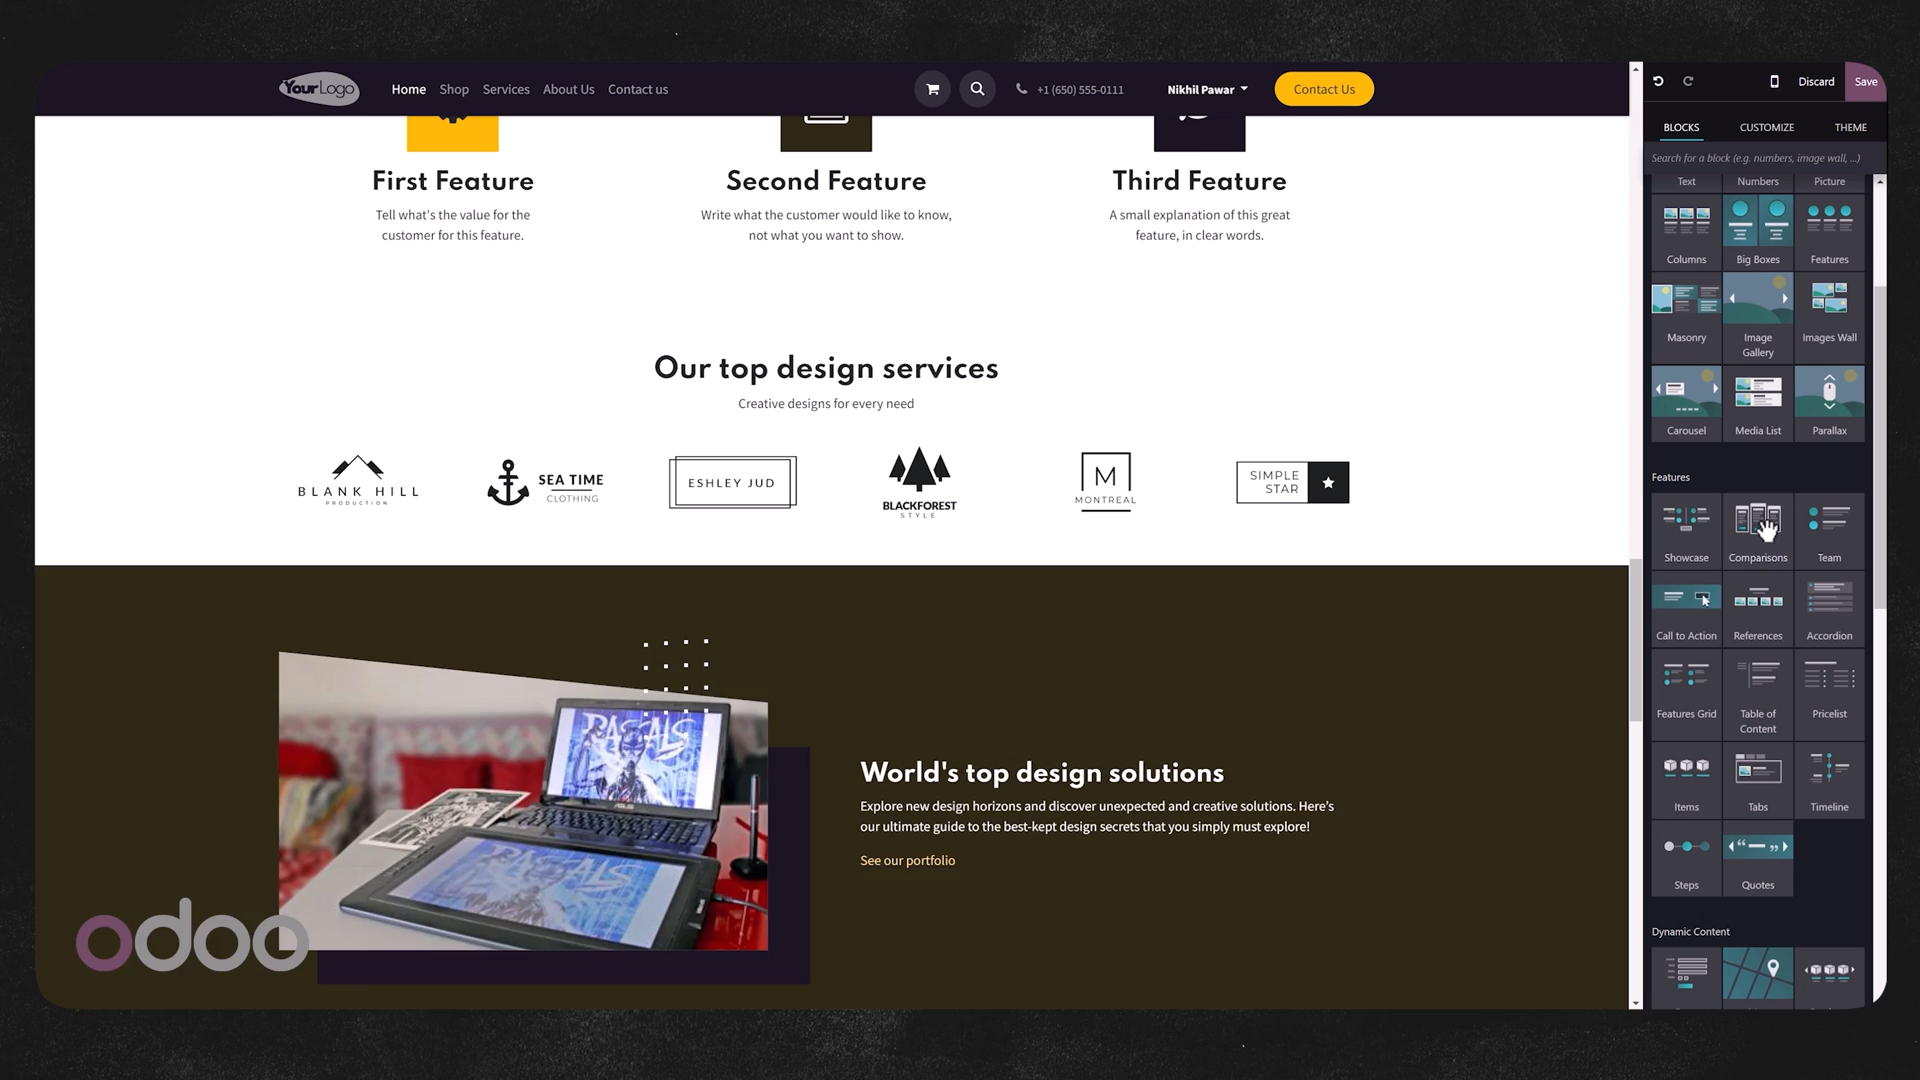 YourLogo
Home
Shop
Services
About Us
Contact us
+1 (650) 555-0111
Nikhil Pawar
Contact Us
Discard
Save
BLOCKS
CUSTOMIZE
THEME
Search for a block (e.g. numbers, image wall, ...)
First Feature
Tell what's the value for the
customer for this feature.
Second Feature
Write what the customer would like to know,
not what you want to show.
Third Feature
A small explanation of this great
feature, in clear words.
Our top design services
Creative designs for every need
BLANK HILL
PRODUCTION
SEA TIME
CLOTHING
ESHLEY JUD
BLACKFOREST
STYLE
M
MONTREAL
SIMPLE
STAR
RASCALS
RASCALS
World's top design solutions
Explore new design horizons and discover unexpected and creative solutions. Here's
our ultimate guide to the best-kept design secrets that you simply must explore!
See our portfolio
odoo
Text
Numbers
Picture
Columns
Big Boxes
Features
Masonry
Image
Gallery
Images Wall
Carousel
Media List
Parallax
Features
Showcase
Comparisons
Team
Call to Action
References
Accordion
Features Grid
Table of
Content
Pricelist
Items
Tabs
Timeline
Steps
Quotes
Dynamic Content